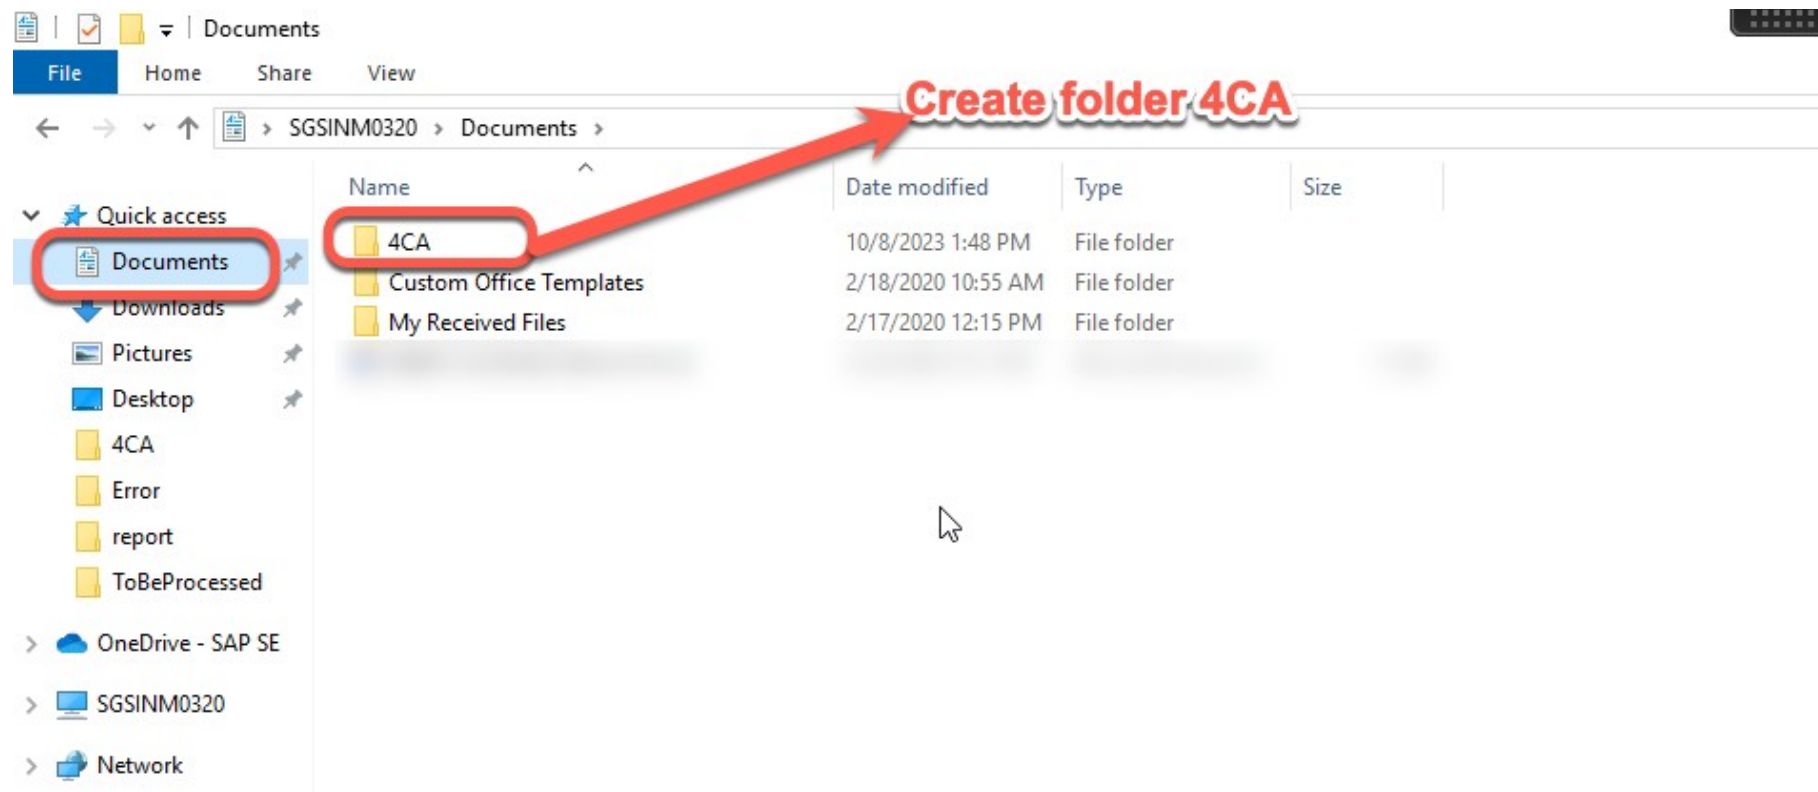 Documents
File Home Share View
Create folder 4CA
SGSINM0320 > Documents >
Name Date modified Type Size
Quick access
Documents
Downloads
Pictures
Desktop
4CA
Error
report
ToBeProcessed
OneDrive - SAP SE
SGSINM0320
Network
4CA 10/8/2023 1:48 PM File folder
Custom Office Templates 2/18/2020 10:55 AM File folder
My Received Files 2/17/2020 12:15 PM File folder